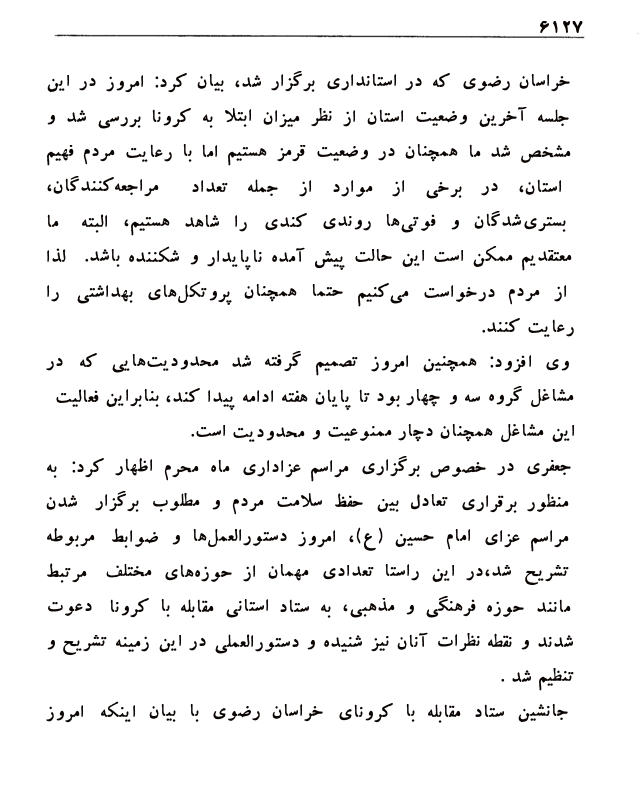 ۶۱۲۷
خراسان رضوی که در استانداری برگزار شد، بیان کرد: امروز در این
جلسه آخرین وضعیت استان از نظر میزان ابتلا به کرونا بررسی شد و
مشخص شد ما همچنان در وضعیت قرمز هستیم اما با رعایت مردم فهیم
استان، در برخی از موارد از جمله تعداد مراجعه‌کنندگان،
بستری‌شدگان و فوتی‌ها روندی کندی را شاهد هستیم، البته ما
معتقدیم ممکن است این حالت پیش آمده ناپایدار و شکننده باشد. لذا
از مردم درخواست می‌کنیم حتما همچنان پروتکل‌های بهداشتی را
رعایت کنند.
وی افزود: همچنین امروز تصمیم گرفته شد محدودیت‌هایی که در
مشاغل گروه سه و چهار بود تا پایان هفته ادامه پیدا کند، بنابراین فعالیت
این مشاغل همچنان دچار ممنوعیت و محدودیت است.
جعفری در خصوص برگزاری مراسم عزاداری ماه محرم اظهار کرد: به
منظور برقراری تعادل بین حفظ سلامت مردم و مطلوب برگزار شدن
مراسم عزای امام حسین (ع)، امروز دستورالعمل‌ها و ضوابط مربوطه
تشریح شد،در این راستا تعدادی مهمان از حوزه‌های مختلف مرتبط
مانند حوزه فرهنگی و مذهبی، به ستاد استانی مقابله با کرونا دعوت
شدند و نقطه نظرات آنان نیز شنیده و دستورالعملی در این زمینه تشریح و
تنظیم شد .
جانشین ستاد مقابله با کرونای خراسان رضوی با بیان اینکه امروز